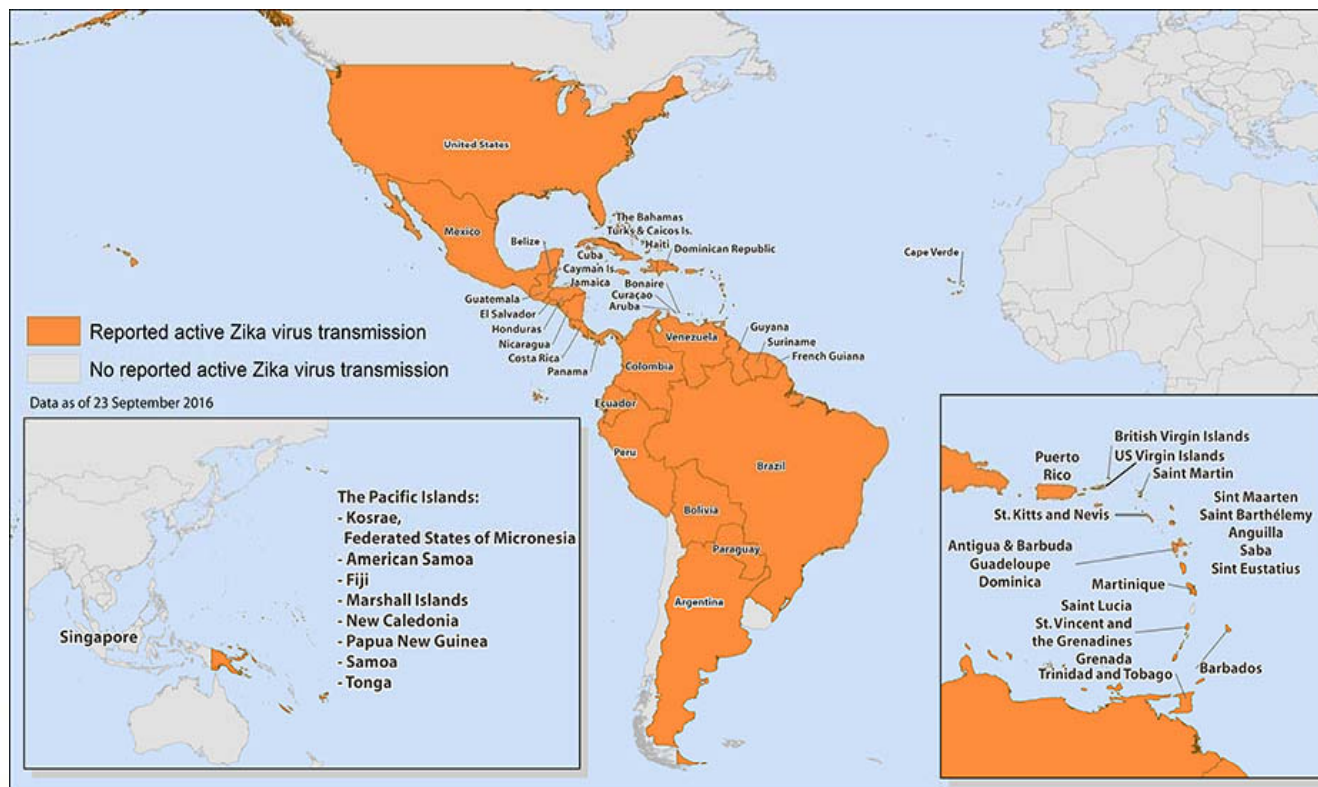 United States
Mexico
The Bahamas
Turks & Caicos Is.
Haiti
Dominican Republic
Belize
Cuba
Cayman Is.
Jamaica
Bonaire
Curaçao
Aruba
Cape Verde
Guatemala
El Salvador
Honduras
Nicaragua
Costa Rica
Panama
Venezuela
Guyana
Suriname
French Guiana
Colombia
Ecuador
Peru
Brazil
Bolivia
Paraguay
Argentina
Reported active Zika virus transmission
No reported active Zika virus transmission
Data as of 23 September 2016
The Pacific Islands:
- Kosrae,
Federated States of Micronesia
- American Samoa
- Fiji
- Marshall Islands
- New Caledonia
- Papua New Guinea
- Samoa
- Tonga
Singapore
British Virgin Islands
US Virgin Islands
Saint Martin
Puerto
Rico
St. Kitts and Nevis
Sint Maarten
Saint Barthélemy
Anguilla
Saba
Sint Eustatius
Antigua & Barbuda
Guadeloupe
Dominica
Martinique
Saint Lucia
St. Vincent and
the Grenadines
Grenada
Trinidad and Tobago
Barbados